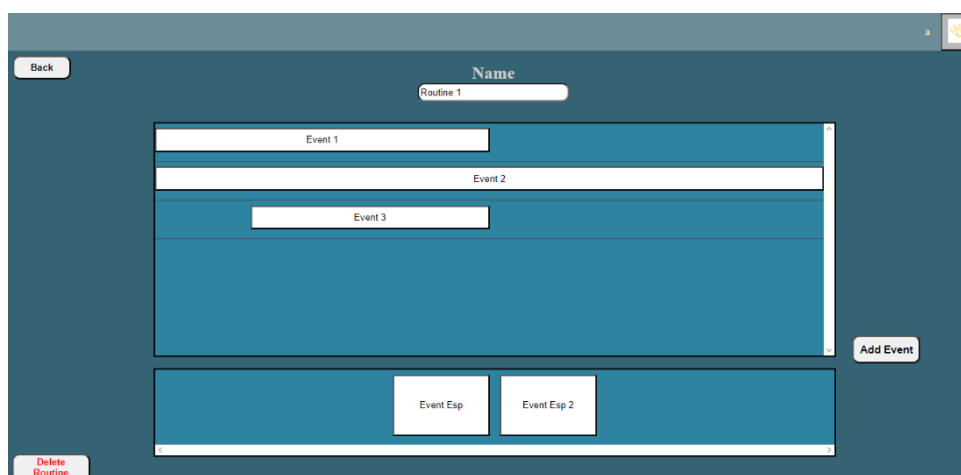 a
Back
Name
Routine 1
Event 1
Event 2
Event 3
Add Event
Event Esp
Event Esp 2
Delete
Routine